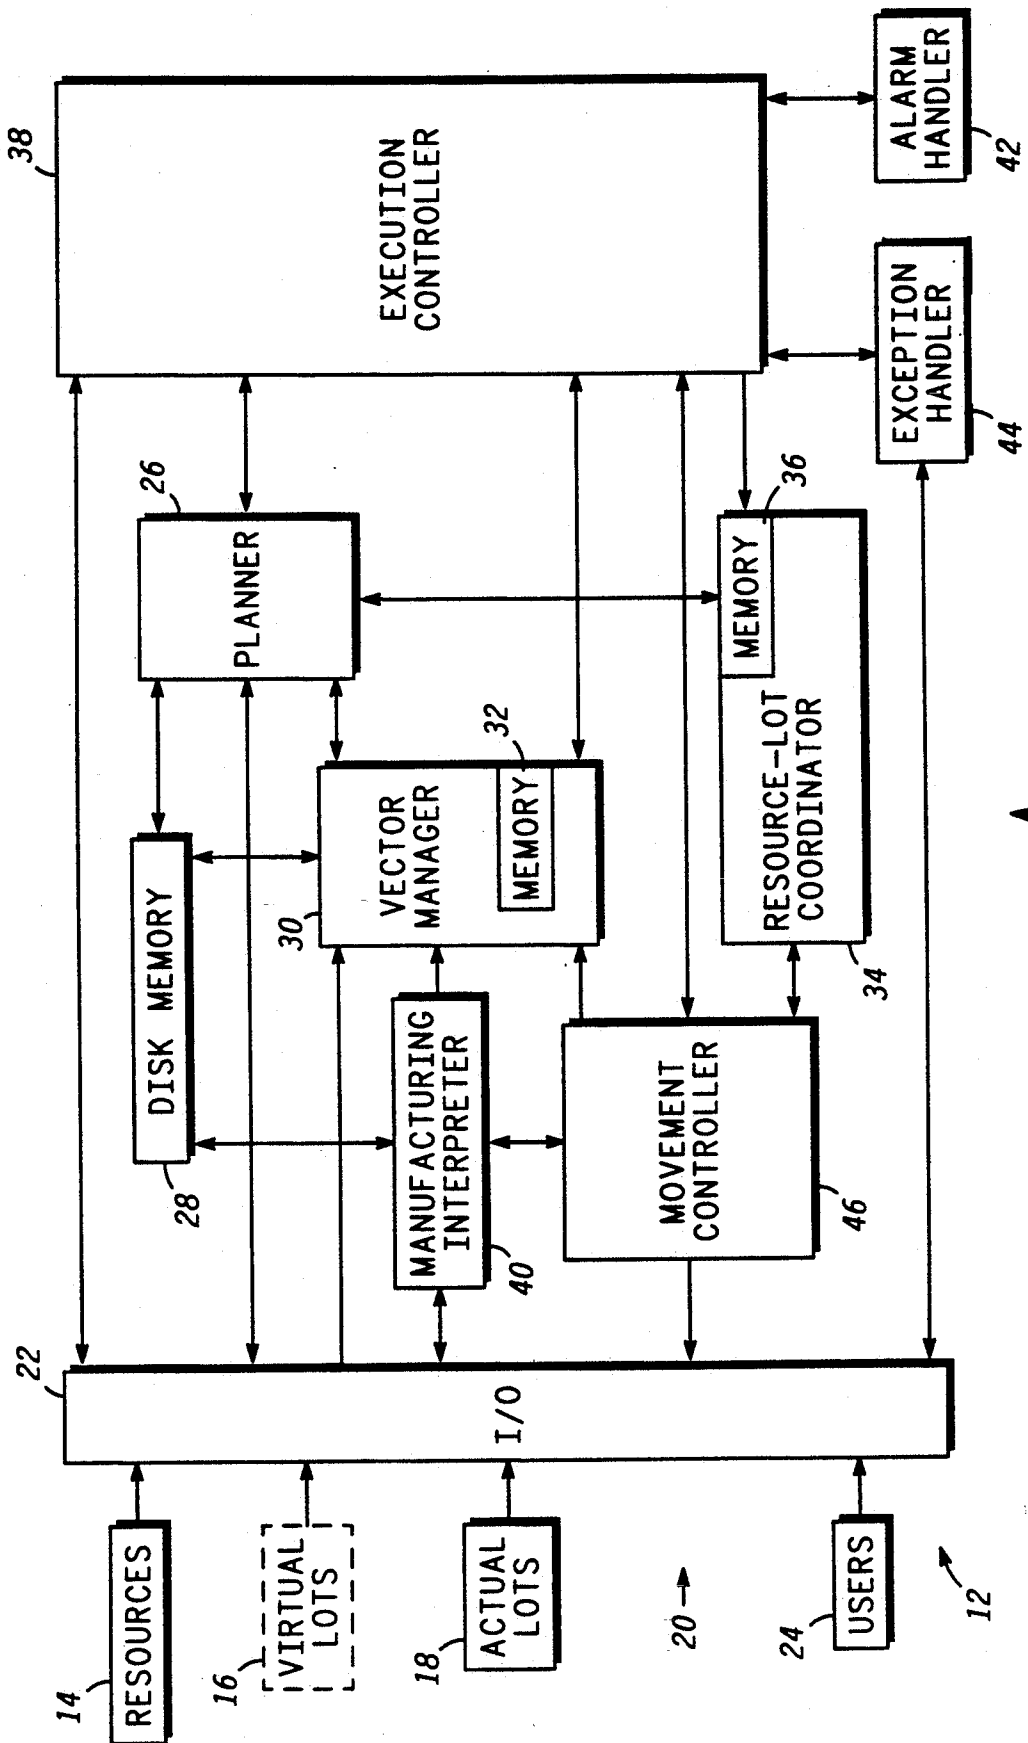 14
RESOURCES
16
VIRTUAL
LOTS
18
ACTUAL
LOTS
20
24
USERS
12
22
I/O
28
DISK MEMORY
40
MANUFACTURING
INTERPRETER
46
MOVEMENT
CONTROLLER
30
VECTOR
MANAGER
32
MEMORY
26
PLANNER
34
RESOURCE-LOT
COORDINATOR
36
MEMORY
38
EXECUTION
CONTROLLER
44
EXCEPTION
HANDLER
42
ALARM
HANDLER